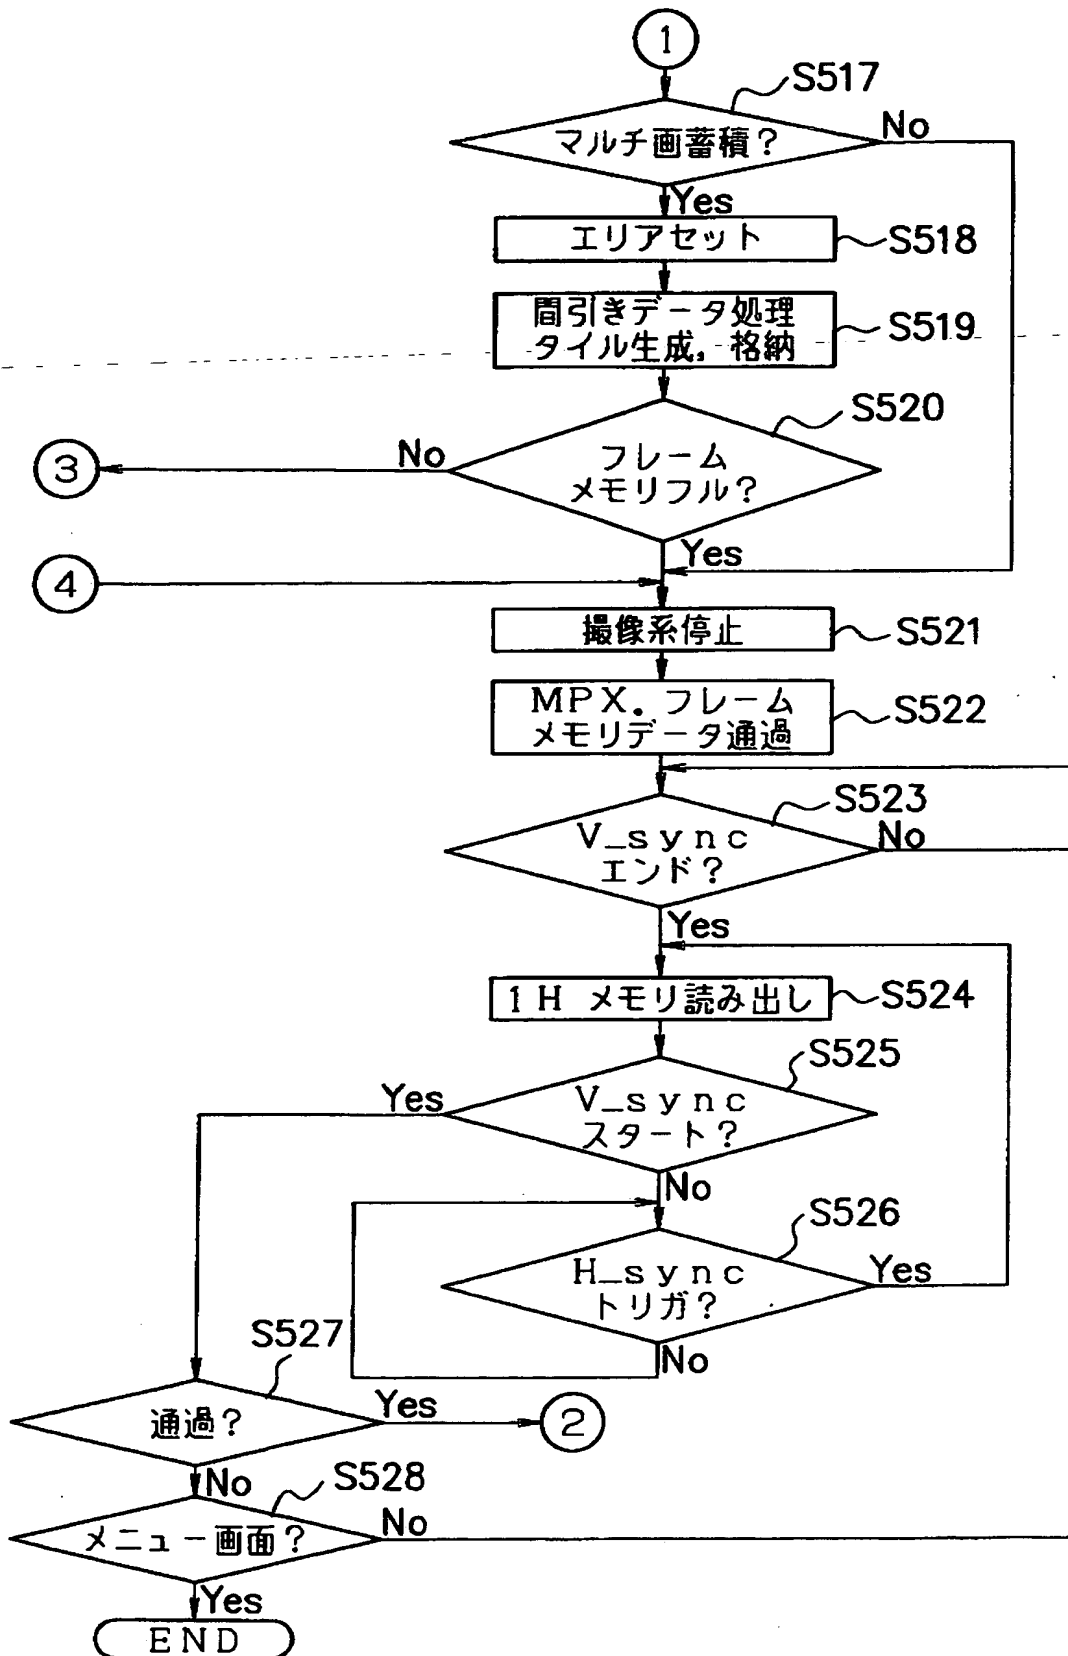 1
S517
マルチ画蓄積?
No
Yes
エリアセット
S518
間引きデータ処理
タイル生成. 格納
S519
S520
フレーム
メモリフル?
No
3
Yes
4
撮像系停止
S521
MPX. フレーム
メモリデータ通過
S522
S523
V_sync
エンド?
No
Yes
1H メモリ読み出し
S524
S525
V_sync
スタート?
Yes
No
S526
H_sync
トリガ?
Yes
No
S527
通過?
Yes
2
No
S528
メニュー画面?
No
Yes
END